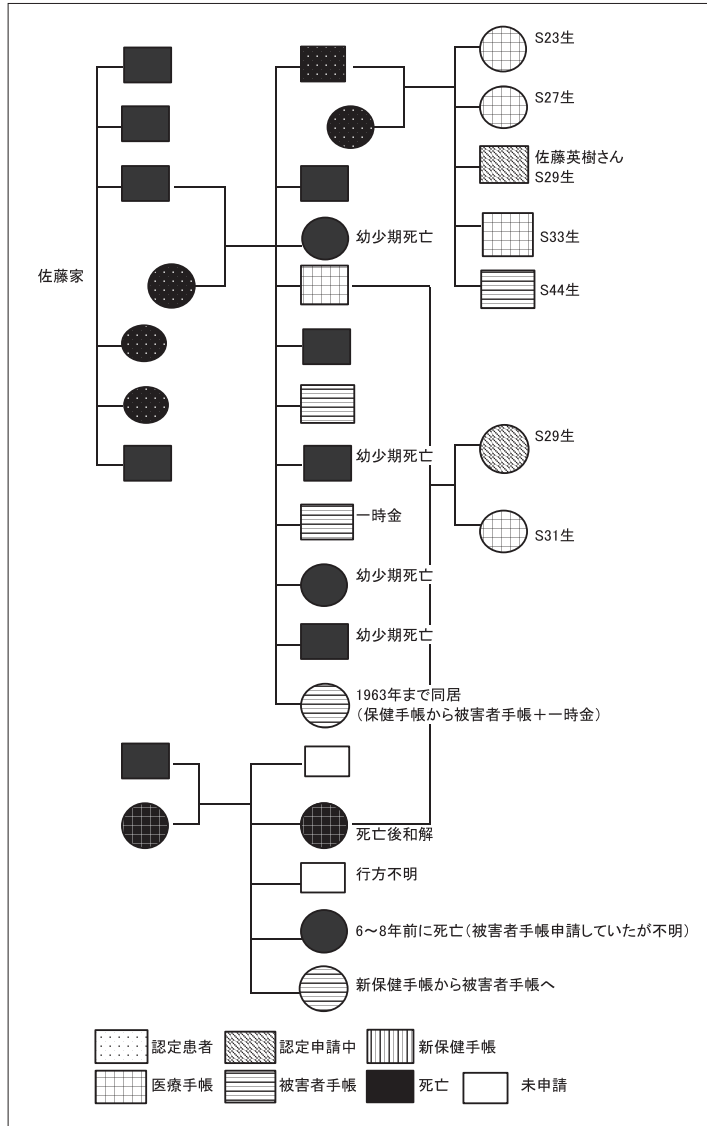 S23生
S27生
佐藤英樹さん
S29生
幼少期死亡
S33生
佐藤家
S44生
S29生
幼少期死亡
一時金
S31生
幼少期死亡
幼少期死亡
1963年まで同居
（保健手帳から被害者手帳＋一時金）
死亡後和解
行方不明
6～8年前に死亡（被害者手帳申請していたが不明）
新保健手帳から被害者手帳へ
認定患者
認定申請中
新保健手帳
医療手帳
被害者手帳
死亡
未申請